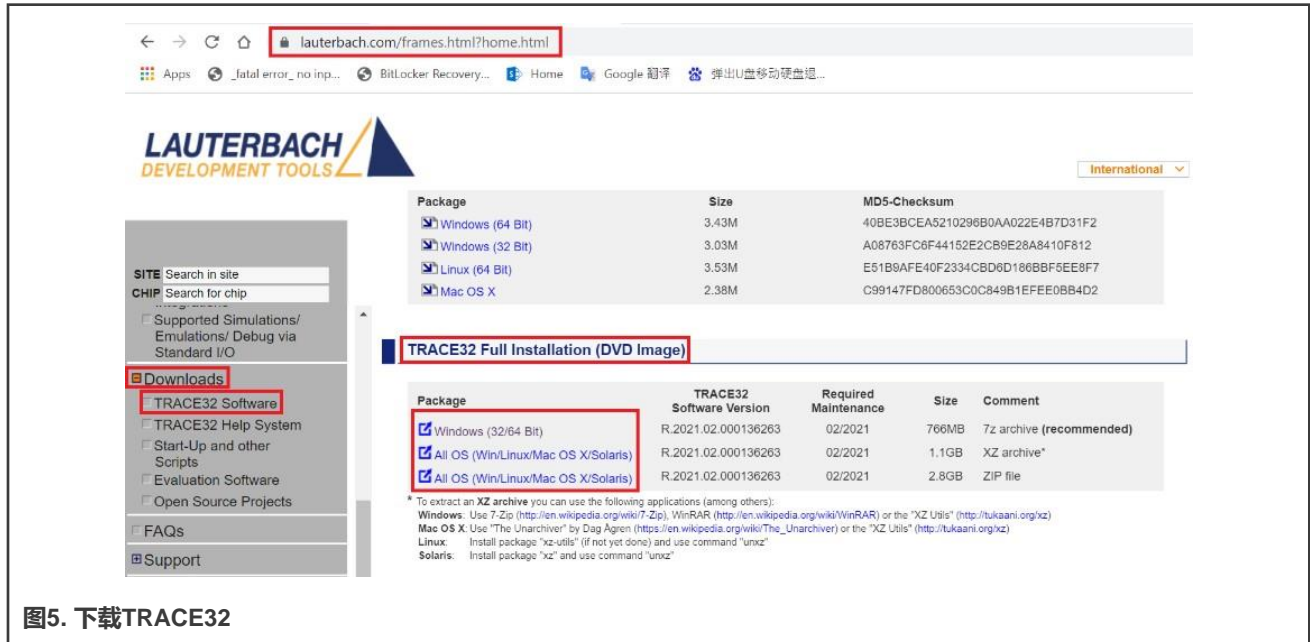 lauterbach.com/frames.html?home.html
Apps _fatal error_ no inp... BitLocker Recovery... Home Google 翻译 弹出U盘移动硬盘提...
LAUTERBACH
DEVELOPMENT TOOLS
International
Package Size MD5-Checksum
Windows (64 Bit) 3.43M 40BE3BCEA5210296B0AA022E4B7D31F2
Windows (32 Bit) 3.03M A08763FC6F44152E2CB9E28A8410F812
Linux (64 Bit) 3.53M E51B9AFE40F2334CBD6D186BBF5EE8F7
Mac OS X 2.38M C99147FD800653C0C849B1EFEE0BB4D2
SITE Search in site
CHIP Search for chip
Supported Simulations/
Emulations/ Debug via
Standard I/O
Downloads
TRACE32 Software
TRACE32 Help System
Start-Up and other
Scripts
Evaluation Software
Open Source Projects
FAQs
Support
TRACE32 Full Installation (DVD Image)
Package TRACE32 Software Version Required Maintenance Size Comment
Windows (32/64 Bit) R.2021.02.000136263 02/2021 766MB 7z archive (recommended)
All OS (Win/Linux/Mac OS X/Solaris) R.2021.02.000136263 02/2021 1.1GB XZ archive*
All OS (Win/Linux/Mac OS X/Solaris) R.2021.02.000136263 02/2021 2.8GB ZIP file
* To extract an XZ archive you can use the following applications (among others):
Windows: Use 7-Zip (http://en.wikipedia.org/wiki/7-Zip), WinRAR (http://en.wikipedia.org/wiki/WinRAR) or the "XZ Utils" (http://tukaani.org/xz)
Mac OS X: Use "The Unarchiver" by Dag Agren (https://en.wikipedia.org/wiki/The_Unarchiver) or the "XZ Utils" (http://tukaani.org/xz)
Linux: Install package "xz-utils" (if not yet done) and use command "unxz"
Solaris: Install package "xz" and use command "unxz"
图5. 下载TRACE32